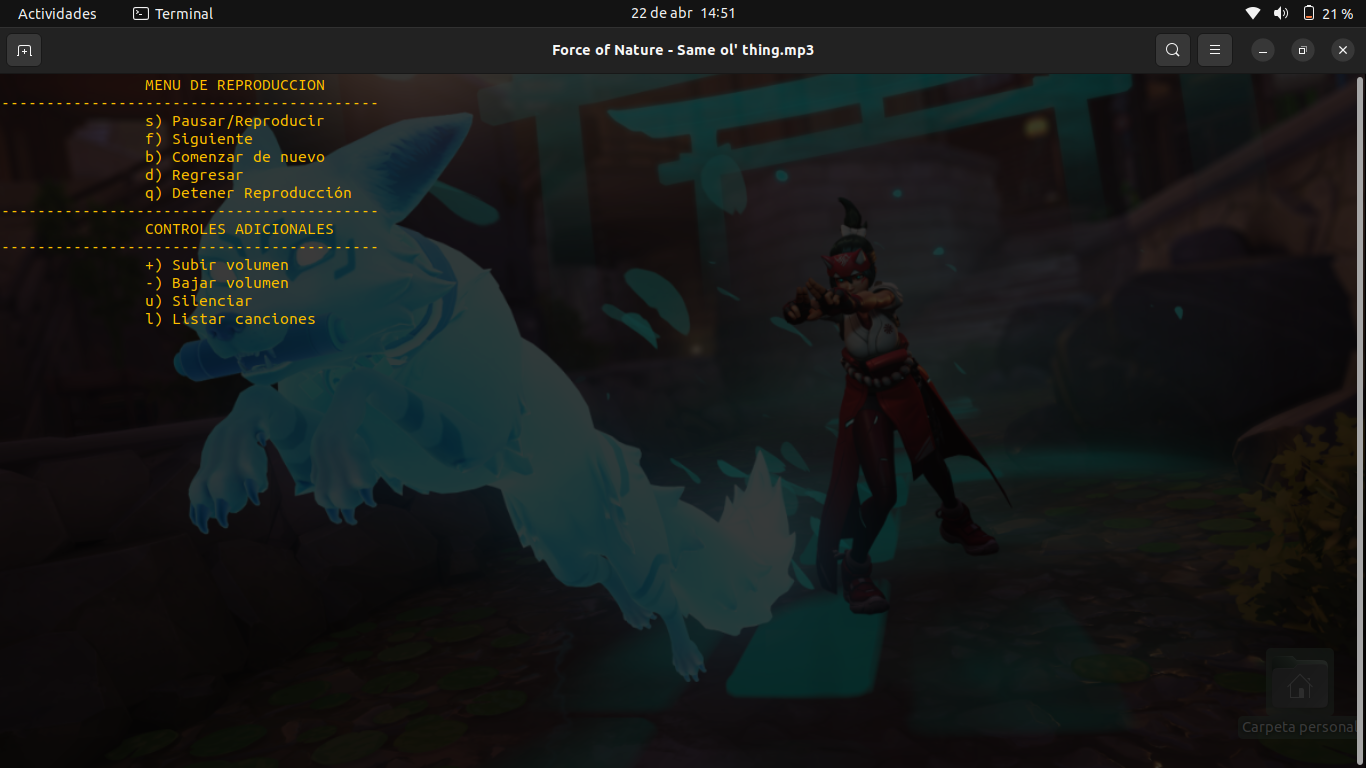 Actividades Terminal 22 de abr 14:51 21 %
Force of Nature - Same ol' thing.mp3
MENU DE REPRODUCCION
------------------------------------------
s) Pausar/Reproducir
f) Siguiente
b) Comenzar de nuevo
d) Regresar
q) Detener Reproducción
------------------------------------------
CONTROLES ADICIONALES
------------------------------------------
+) Subir volumen
-) Bajar volumen
u) Silenciar
l) Listar canciones
Carpeta personal